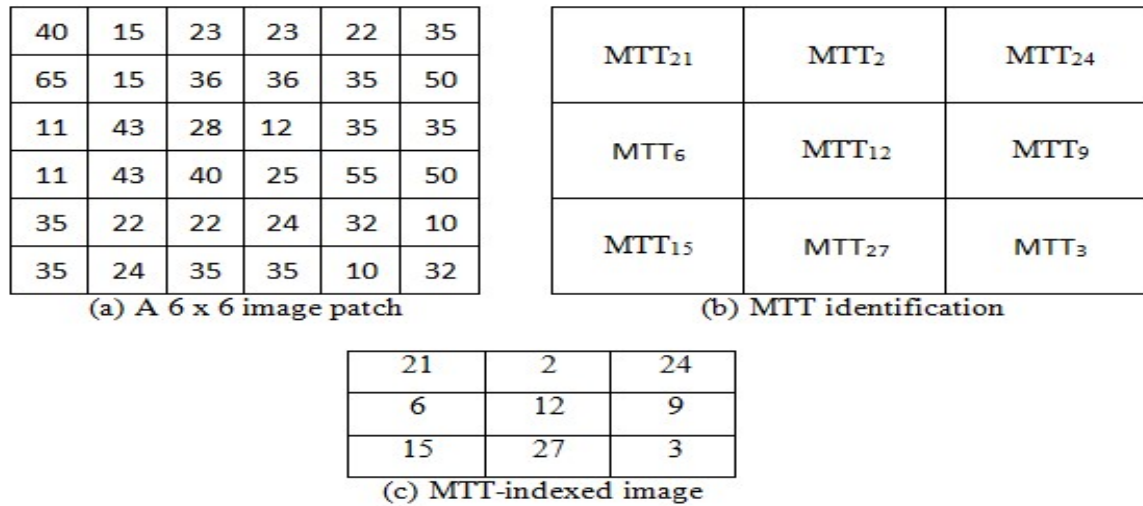 40 15 23 23 22 35
65 15 36 36 35 50
11 43 28 12 35 35
11 43 40 25 55 50
35 22 22 24 32 10
35 24 35 35 10 32
(a) A 6 x 6 image patch
MTT₂₁ MTT₂ MTT₂₄
MTT₆ MTT₁₂ MTT₉
MTT₁₅ MTT₂₇ MTT₃
(b) MTT identification
21 2 24
6 12 9
15 27 3
(c) MTT-indexed image